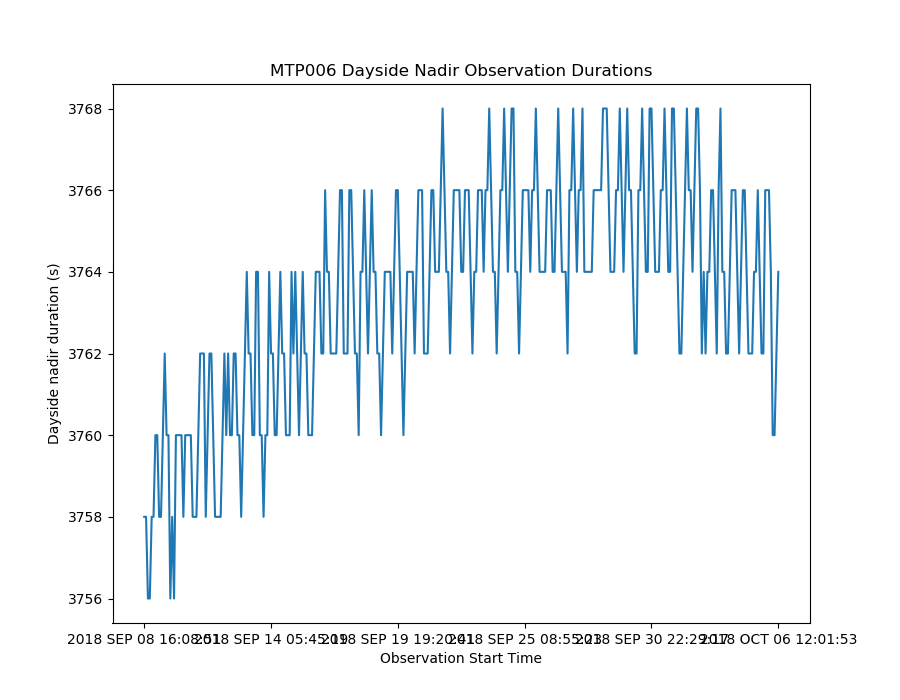 MTP006 Dayside Nadir Observation Durations
Dayside nadir duration (s)
3768
3766
3764
3762
3760
3758
3756
2018 SEP 08 16:08:51
2018 SEP 14 05:45:19
2018 SEP 19 19:20:41
2018 SEP 25 08:55:23
2018 SEP 30 22:29:17
2018 OCT 06 12:01:53
Observation Start Time